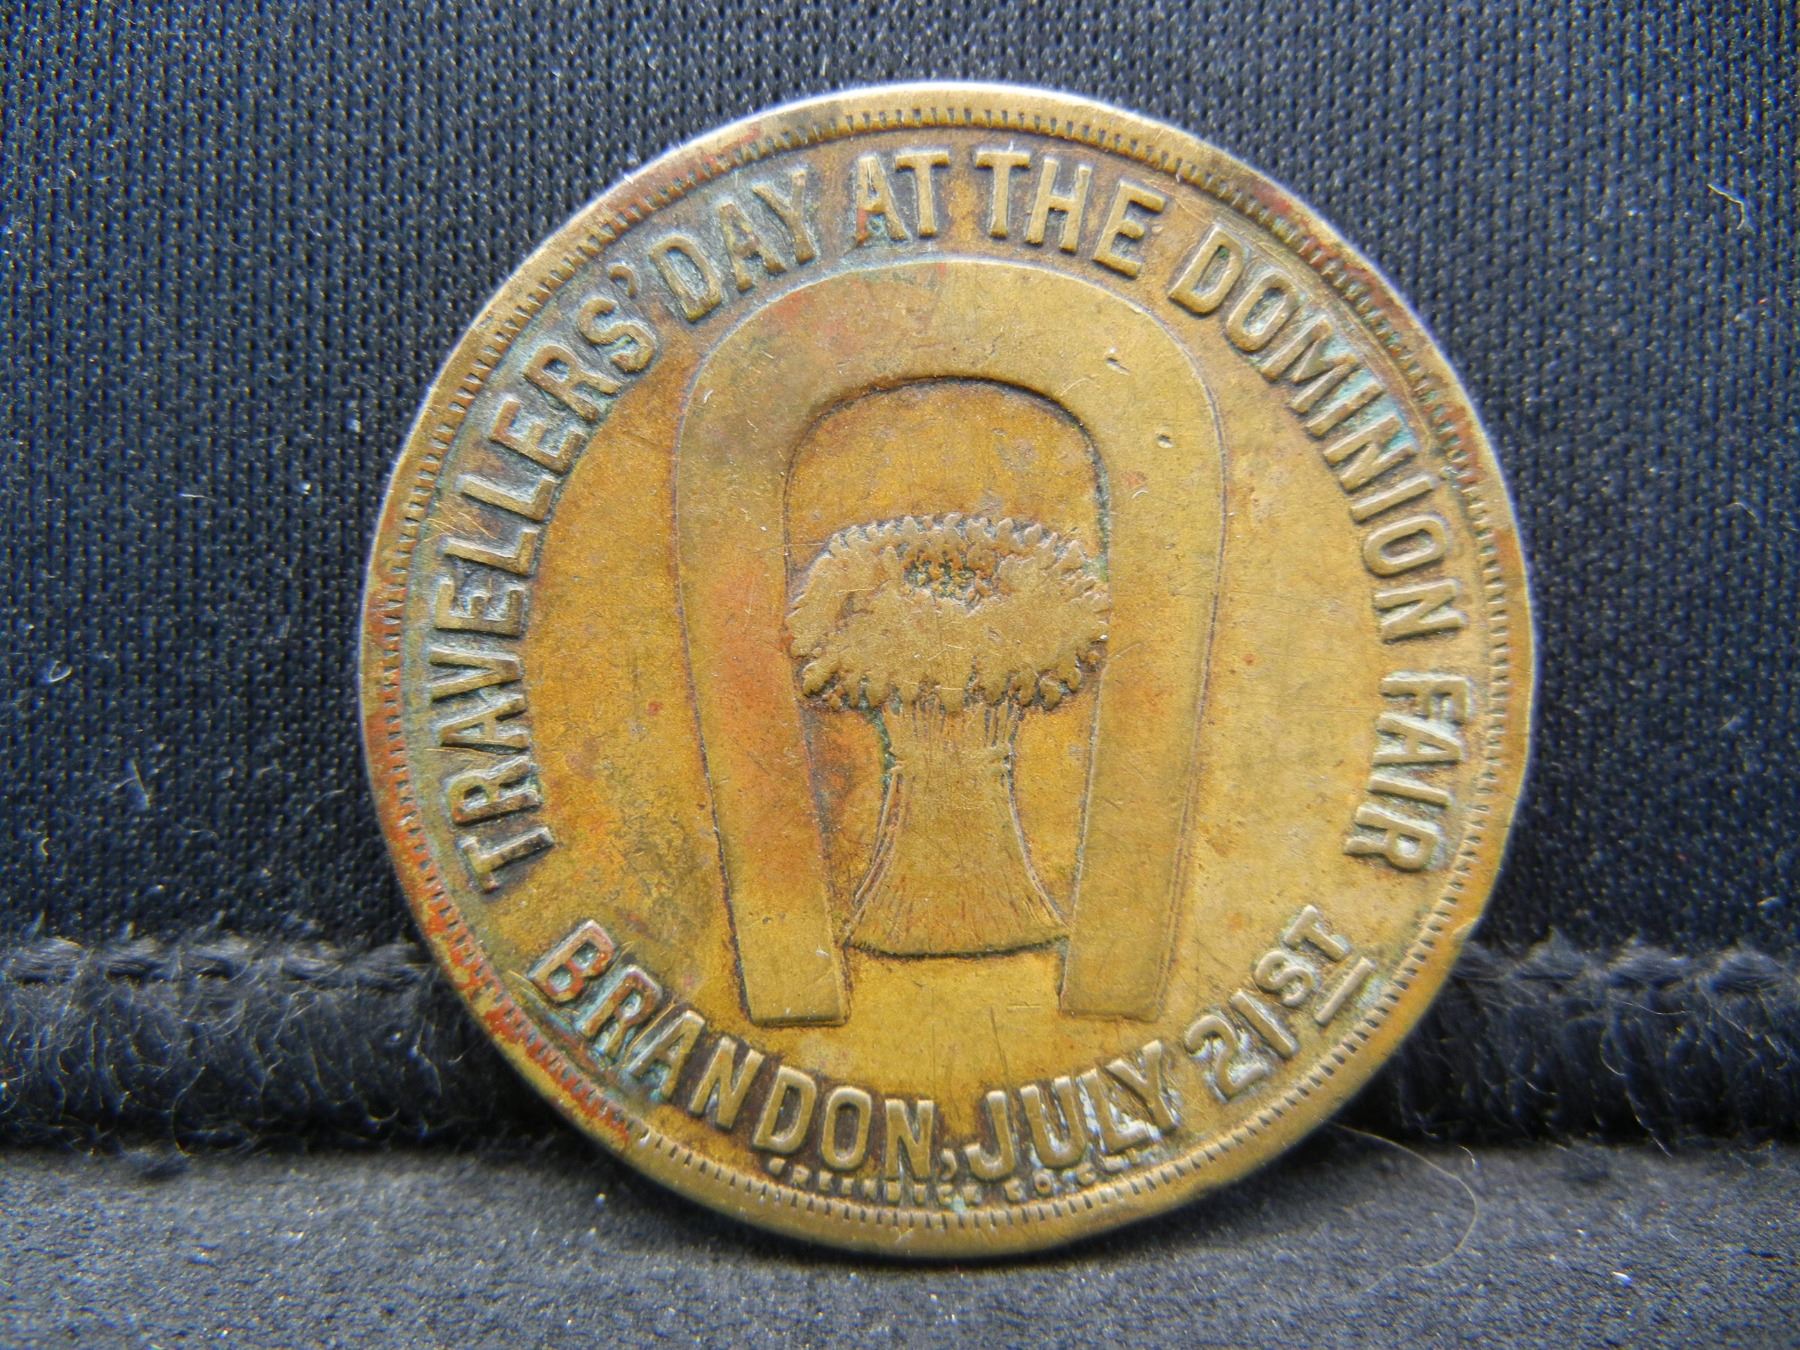 TRAVELLERS' DAY AT THE DOMINION FAIR
BRANDON, JULY 21ST